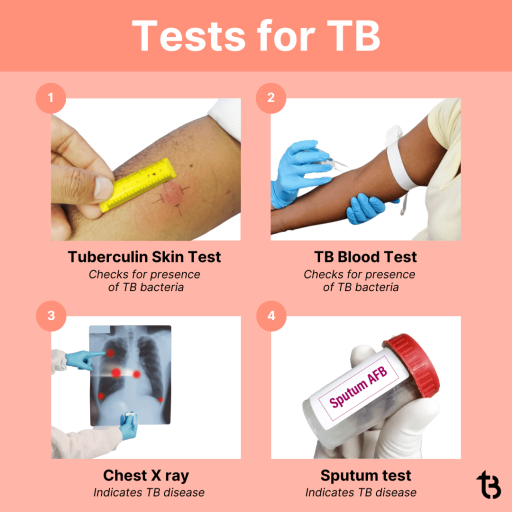 Tests for TB
1
2
Tuberculin Skin Test
Checks for presence
of TB bacteria
TB Blood Test
Checks for presence
of TB bacteria
3
4
Sputum AFB
Chest X ray
Indicates TB disease
Sputum test
Indicates TB disease
tB